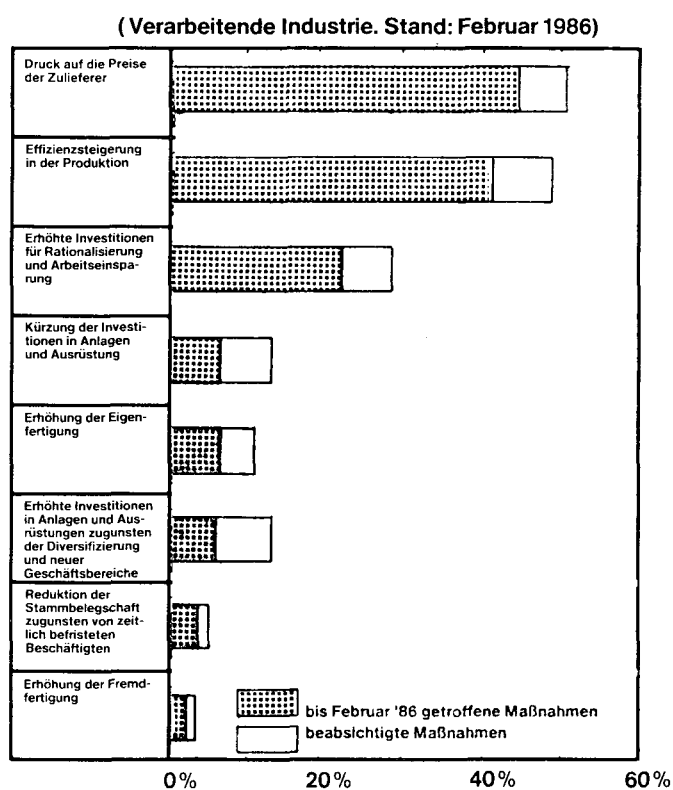 (Verarbeitende Industrie. Stand: Februar 1986)
Druck auf die Preise
der Zulieferer
Effizienzsteigerung
in der Produktion
Erhöhte Investitionen
für Rationalisierung
und Arbeitseinspa-
rung
Kürzung der Investi-
tionen in Anlagen
und Ausrüstung
Erhöhung der Eigen-
fertigung
Erhöhte Investitionen
in Anlagen und Aus-
rüstungen zugunsten
der Diversifizierung
und neuer
Geschäftsbereiche
Reduktion der
Stammbelegschaft
zugunsten von zeit-
lich befristeten
Beschäftigten
Erhöhung der Fremd-
fertigung
bis Februar '86 getroffene Maßnahmen
beabsichtigte Maßnahmen
0% 20% 40% 60%